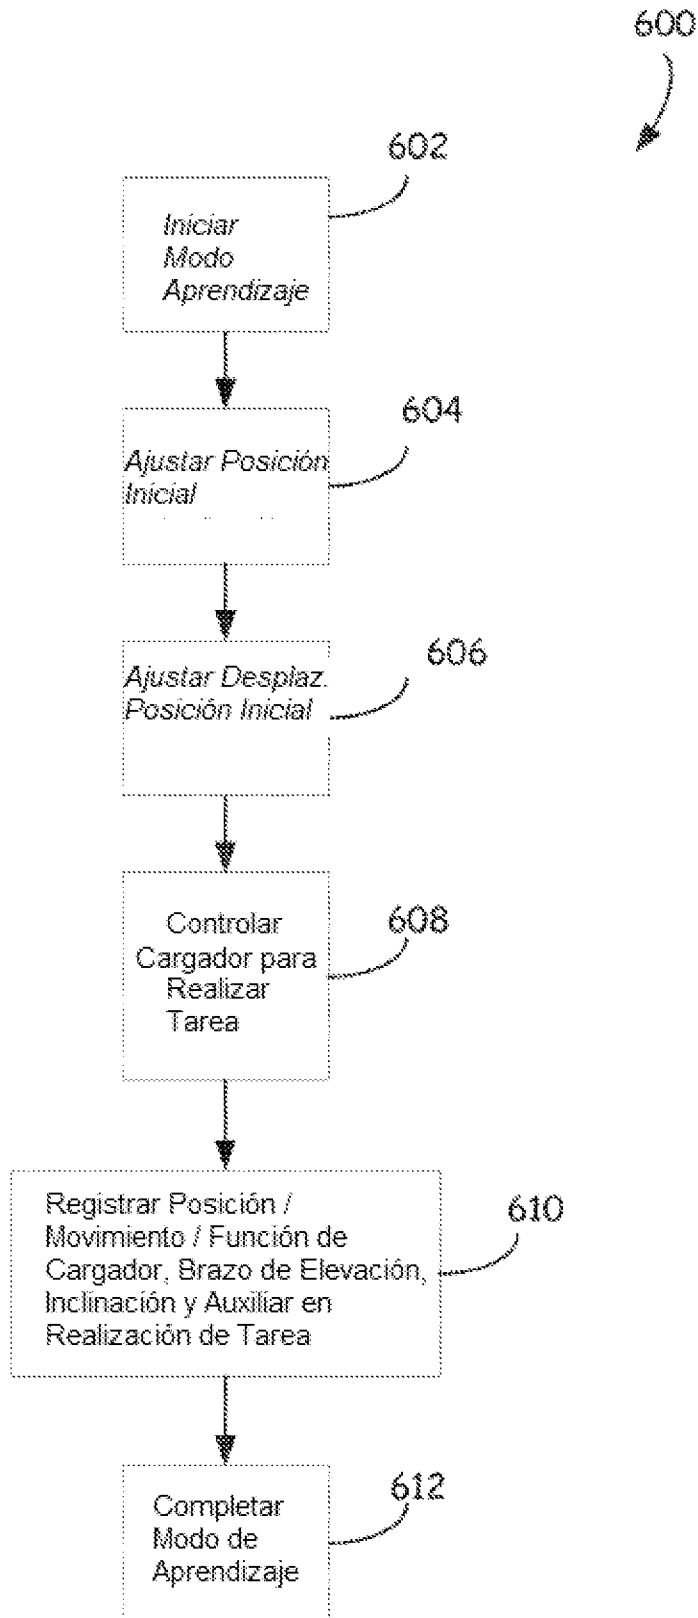 600
602
Iniciar
Modo
Aprendizaje
604
Ajustar Posición
Inicial
606
Ajustar Desplaz.
Posición Inicial
608
Controlar
Cargador para
Realizar
Tarea
610
Registrar Posición /
Movimiento / Función de
Cargador, Brazo de Elevación,
Inclinación y Auxiliar en
Realización de Tarea
612
Completar
Modo de
Aprendizaje